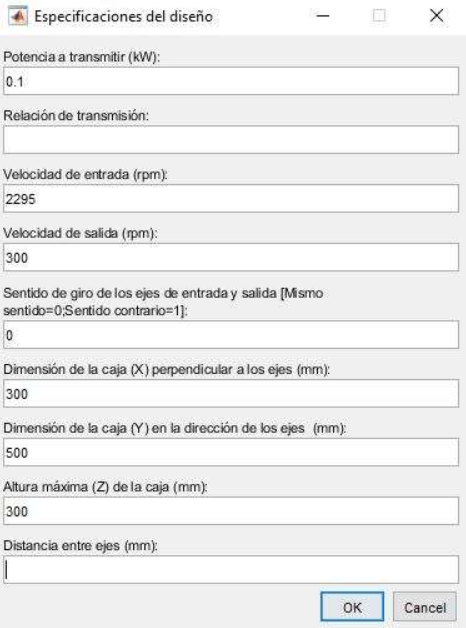 Especificaciones del diseño
Potencia a transmitir (kW):
0.1
Relación de transmisión:
Velocidad de entrada (rpm):
2295
Velocidad de salida (rpm):
300
Sentido de giro de los ejes de entrada y salida [Mismo
sentido=0;Sentido contrario=1]:
0
Dimensión de la caja (X) perpendicular a los ejes (mm):
300
Dimensión de la caja (Y) en la dirección de los ejes (mm):
500
Altura máxima (Z) de la caja (mm):
300
Distancia entre ejes (mm):
OK Cancel